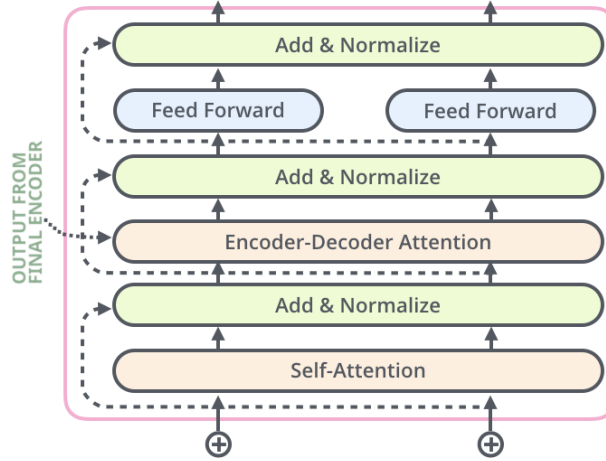 Add & Normalize
Feed Forward
Feed Forward
Add & Normalize
OUTPUT FROM
FINAL ENCODER
Encoder-Decoder Attention
Add & Normalize
Self-Attention